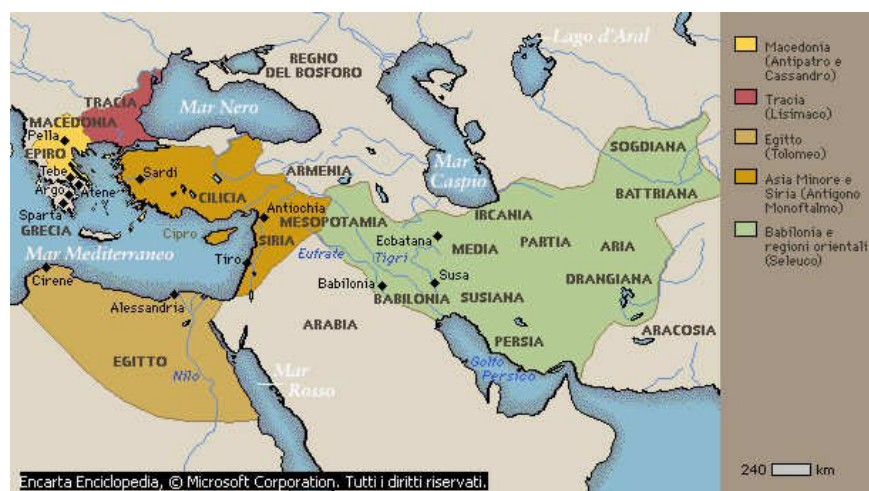 Lago d'Aral
REGNO
DEL BOSFORO
TRACIA
Mar Nero
MACEDONIA
Pella
EPIRO
Tebe
Argo
Atene
Sparta
GRECIA
Sardi
CILICIA
ARMENIA
Mar
Caspio
SOGDIANA
BATTRIANA
Antiochia
MESOPOTAMIA
IRCANIA
Cipro
SIRIA
Ecbatana
MEDIA
PARTIA
ARIA
Mar Mediterraneo
Eufrate
Tigri
Tiro
Cirene
Babilonia
BABILONIA
Susa
SUSIANA
DRANGIANA
Alessandria
ARABIA
PERSIA
ARACOSIA
EGITTO
Nilo
Mar
Rosso
Golfo
Persico
Macedonia
(Antipatro e
Cassandro)
Tracia
(Lisimaco)
Egitto
(Tolomeo)
Asia Minore e
Siria (Antigono
Monoftalmo)
Babilonia e
regioni orientali
(Seleuco)
240 km
Encarta Enciclopedia, © Microsoft Corporation. Tutti i diritti riservati.